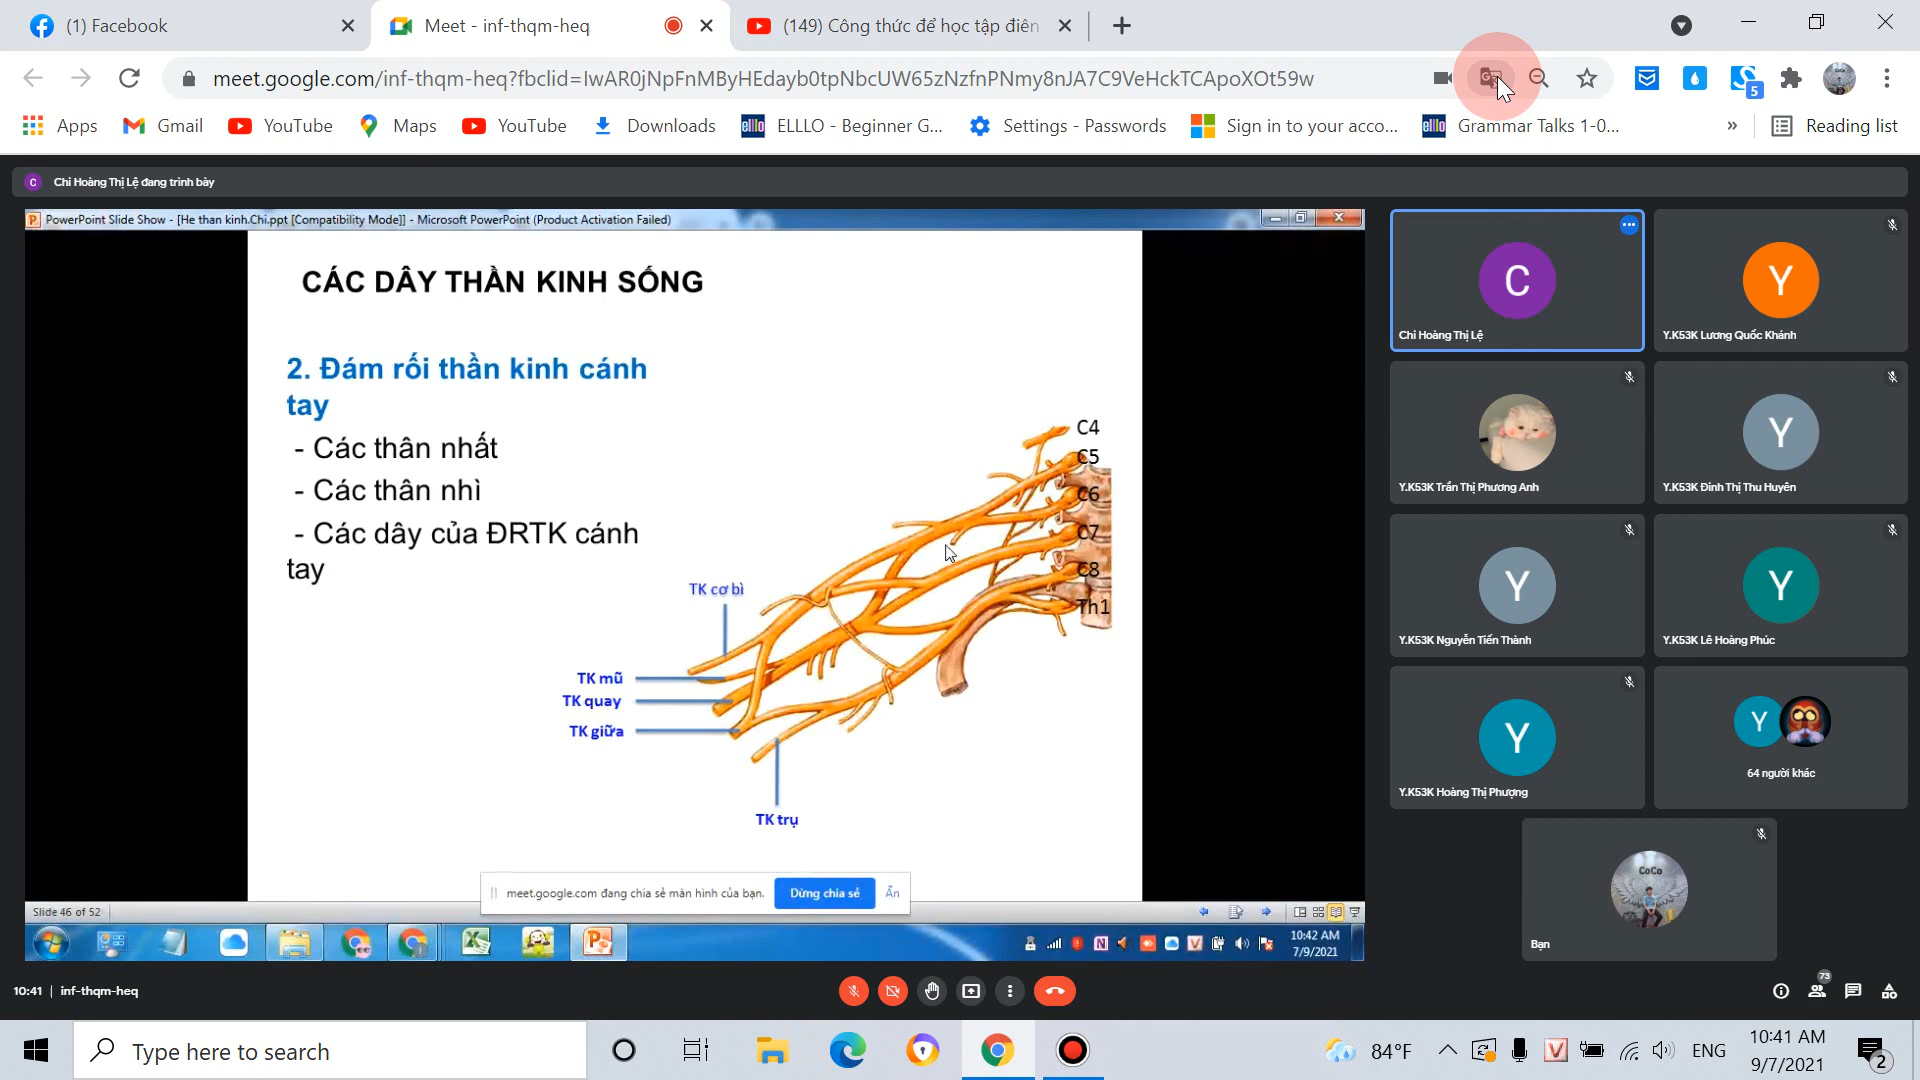 (1) Facebook
Meet - inf-thqm-heq
(149) Công thức để học tập điên
meet.google.com/inf-thqm-heq?fbclid=IwAR0jNpFnMByHEdayb0tpNbcUW65zNzfnPNmy8nJA7C9VeHckTCApoXOt59w
5
Apps
Gmail
YouTube
Maps
YouTube
Downloads
elllo
ELLLO - Beginner G...
Settings - Passwords
Sign in to your acco...
elllo
Grammar Talks 1-0...
»
Reading list
C
Chi Hoàng Thị Lệ đang trình bày
PowerPoint Slide Show - [He than kinh.Chi.ppt [Compatibility Mode]] - Microsoft PowerPoint (Product Activation Failed)
CÁC DÂY THẦN KINH SỐNG
2. Đám rối thần kinh cánh
tay
- Các thân nhất
- Các thân nhì
- Các dây của ĐRTK cánh
tay
C4
C5
C6
C7
C8
Th1
TK cơ bì
TK mũ
TK quay
TK giữa
TK trụ
meet.google.com đang chia sẻ màn hình của bạn.
Dừng chia sẻ
Ẩn
Slide 46 of 52
10:42 AM
7/9/2021
C
Chi Hoàng Thị Lệ
Y
Y.K53K Lương Quốc Khánh
Y.K53K Trần Thị Phương Anh
Y
Y.K53K Đinh Thị Thu Huyên
Y
Y.K53K Nguyễn Tiến Thành
Y
Y.K53K Lê Hoàng Phúc
Y
Y.K53K Hoàng Thị Phượng
Y
64 người khác
CoCo
Bạn
10:41 | inf-thqm-heq
73
Type here to search
84°F
ENG
10:41 AM
9/7/2021
2